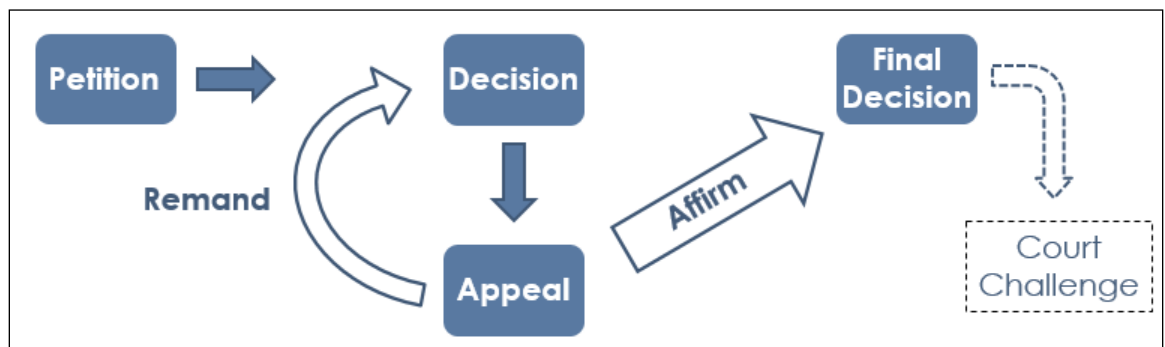 Petition
Decision
Final
Decision
Remand
Affirm
Appeal
Court
Challenge